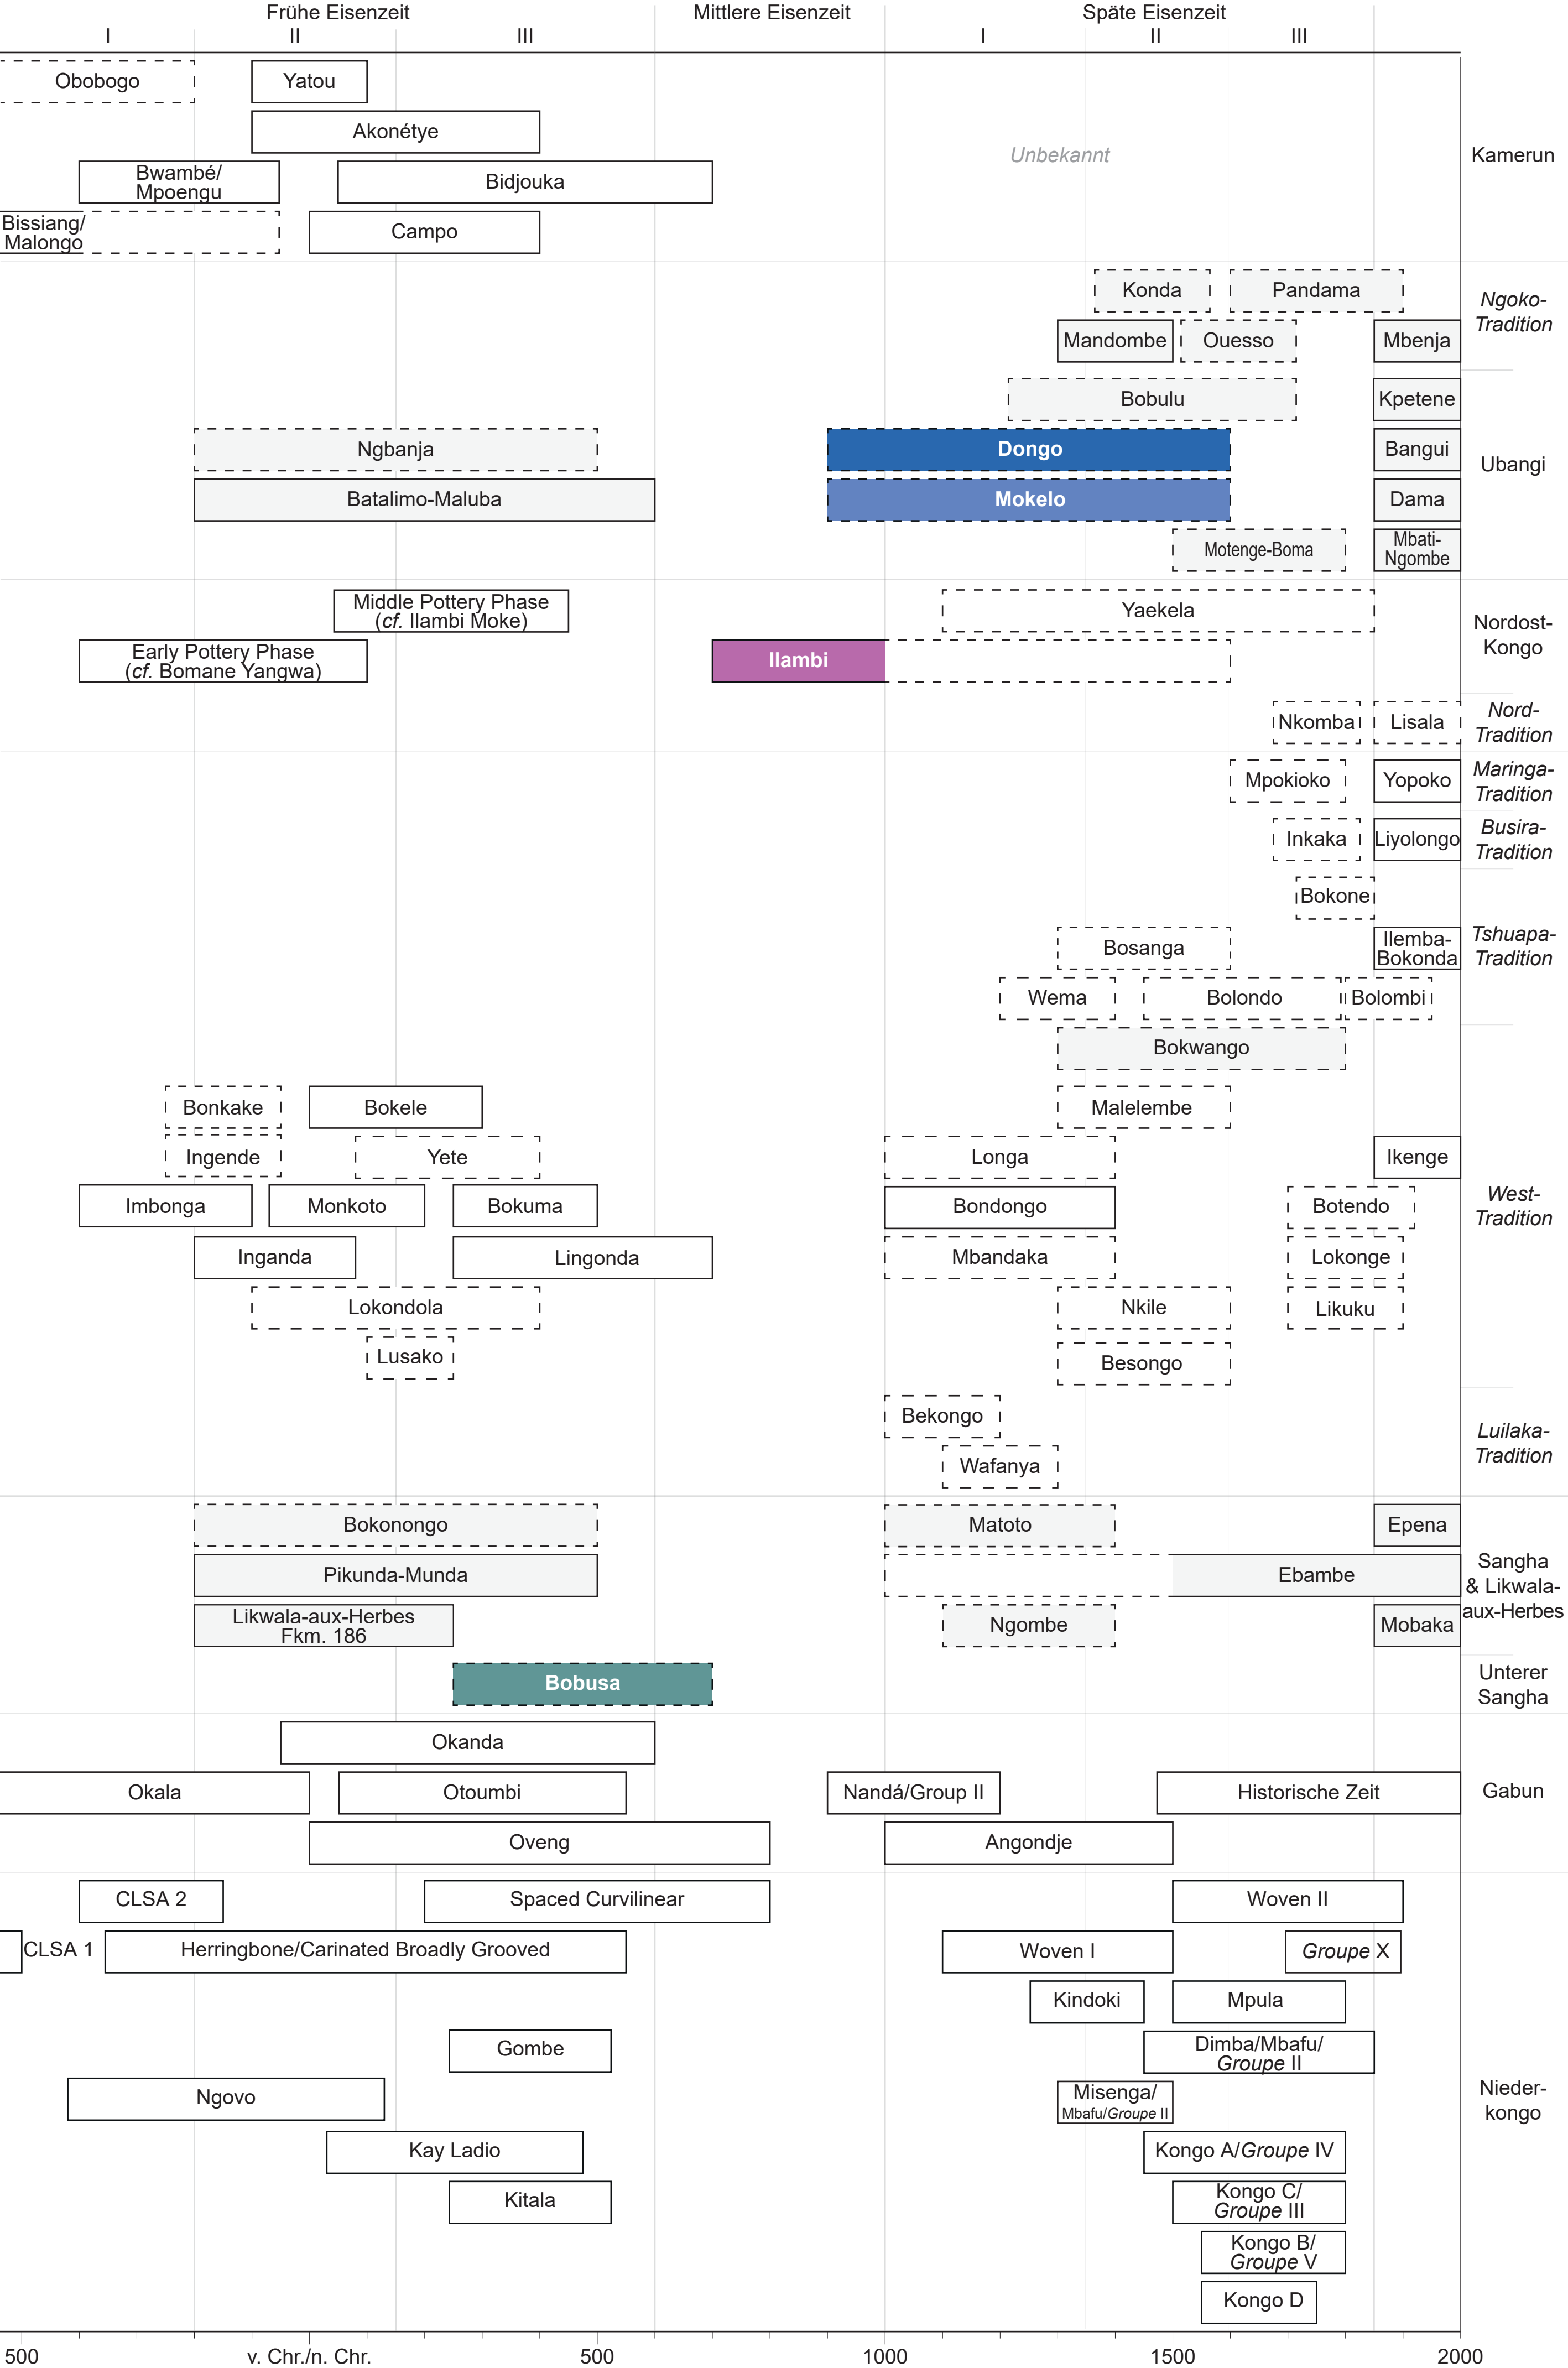 Frühe Eisenzeit
Mittlere Eisenzeit
Späte Eisenzeit
I
II
III
I
II
III
Obobogo
Yatou
Akonétye
Bwambé/
Mpoengu
Bidjouka
Bissiang/
Malongo
Campo
Unbekannt
Kamerun
Konda
Pandama
Mandombe
Ouesso
Mbenja
Ngoko-
Tradition
Bobulu
Kpetene
Ngbanja
Dongo
Bangui
Batalimo-Maluba
Mokelo
Dama
Motenge-Boma
Mbati-
Ngombe
Ubangi
Middle Pottery Phase
(cf. Ilambi Moke)
Yaekela
Early Pottery Phase
(cf. Bomane Yangwa)
Ilambi
Nordost-
Kongo
Nkomba
Lisala
Nord-
Tradition
Mpokioko
Yopoko
Maringa-
Tradition
Inkaka
Liyolongo
Busira-
Tradition
Bokone
Bosanga
Ilemba-
Bokonda
Wema
Bolondo
Bolombi
Tshuapa-
Tradition
Bokwango
Bonkake
Bokele
Malelembe
Ingende
Yete
Longa
Ikenge
Imbonga
Monkoto
Bokuma
Bondongo
Botendo
Inganda
Lingonda
Mbandaka
Lokonge
Lokondola
Nkile
Likuku
Lusako
Besongo
West-
Tradition
Bekongo
Wafanya
Luilaka-
Tradition
Bokonongo
Matoto
Epena
Pikunda-Munda
Ebambe
Likwala-aux-Herbes
Fkm. 186
Ngombe
Mobaka
Sangha
& Likwala-
aux-Herbes
Bobusa
Unterer
Sangha
Okanda
Okala
Otoumbi
Nandá/Group II
Historische Zeit
Oveng
Angondje
Gabun
CLSA 2
Spaced Curvilinear
Woven II
CLSA 1
Herringbone/Carinated Broadly Grooved
Woven I
Groupe X
Kindoki
Mpula
Gombe
Dimba/Mbafu/
Groupe II
Ngovo
Misenga/
Mbafu/Groupe II
Kay Ladio
Kongo A/Groupe IV
Kitala
Kongo C/
Groupe III
Kongo B/
Groupe V
Kongo D
Nieder-
kongo
500
v. Chr./n. Chr.
500
1000
1500
2000